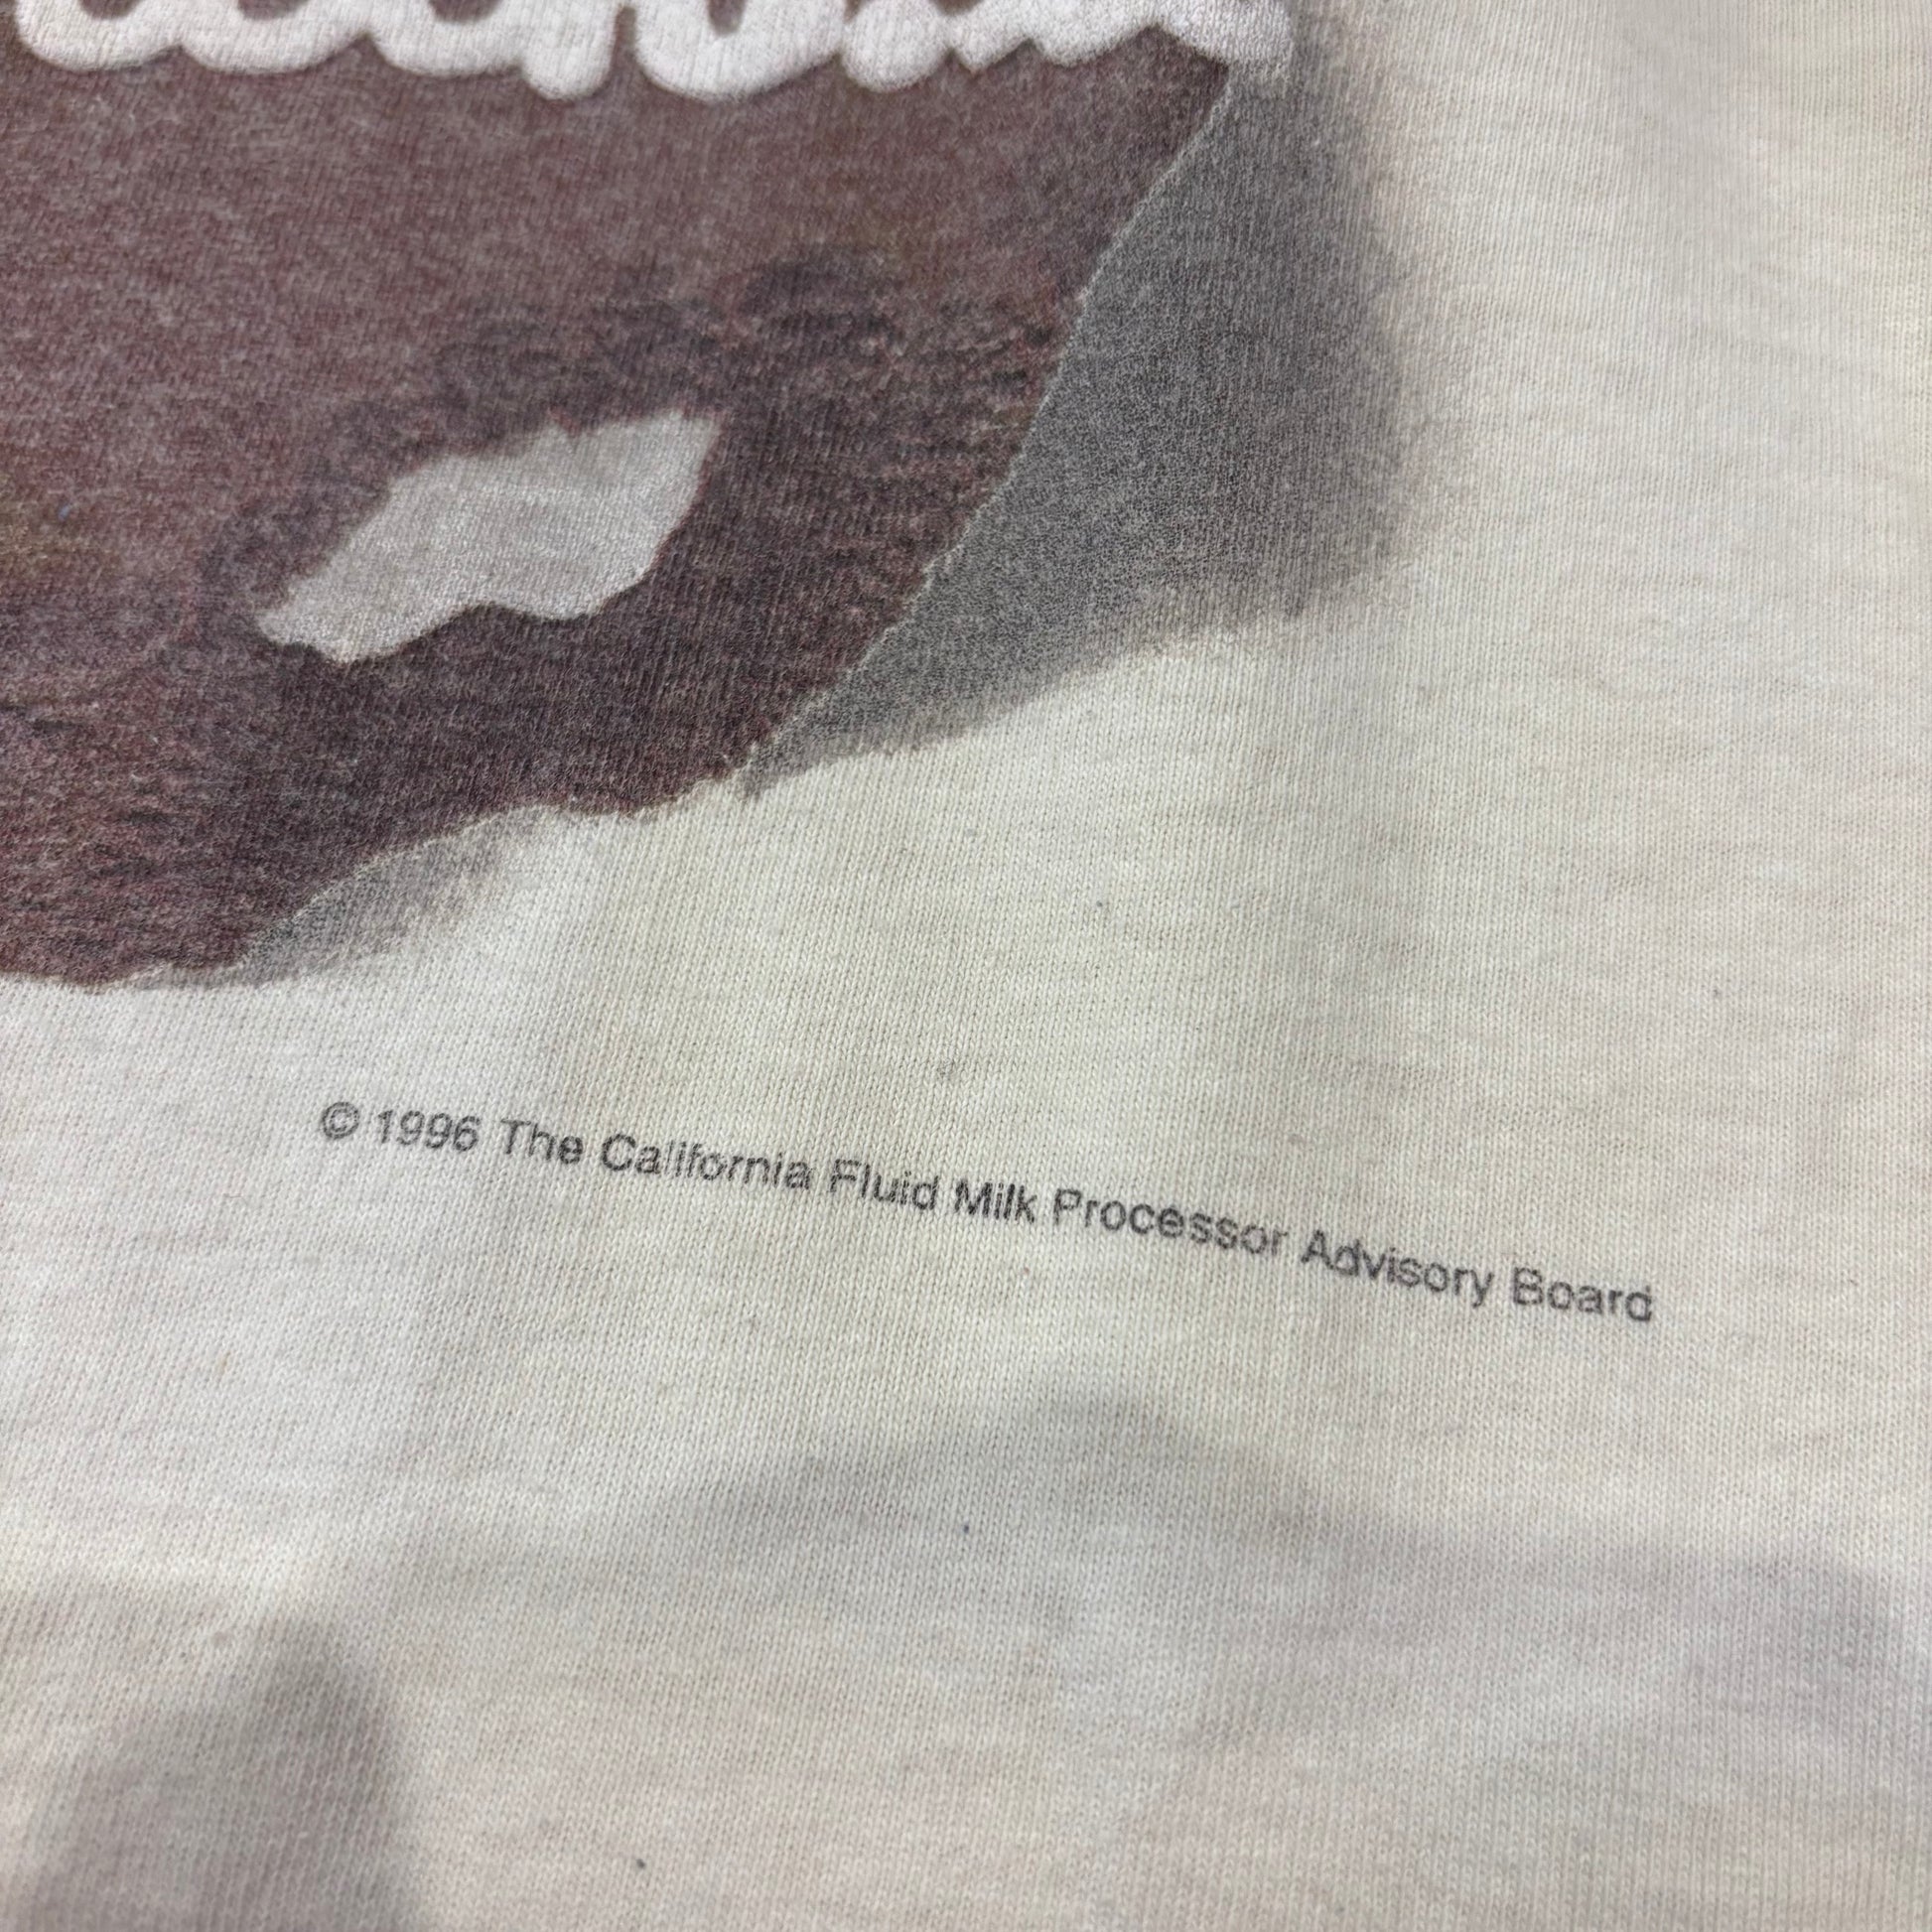 © 1996 The California Fluid Milk Processor Advisory Board